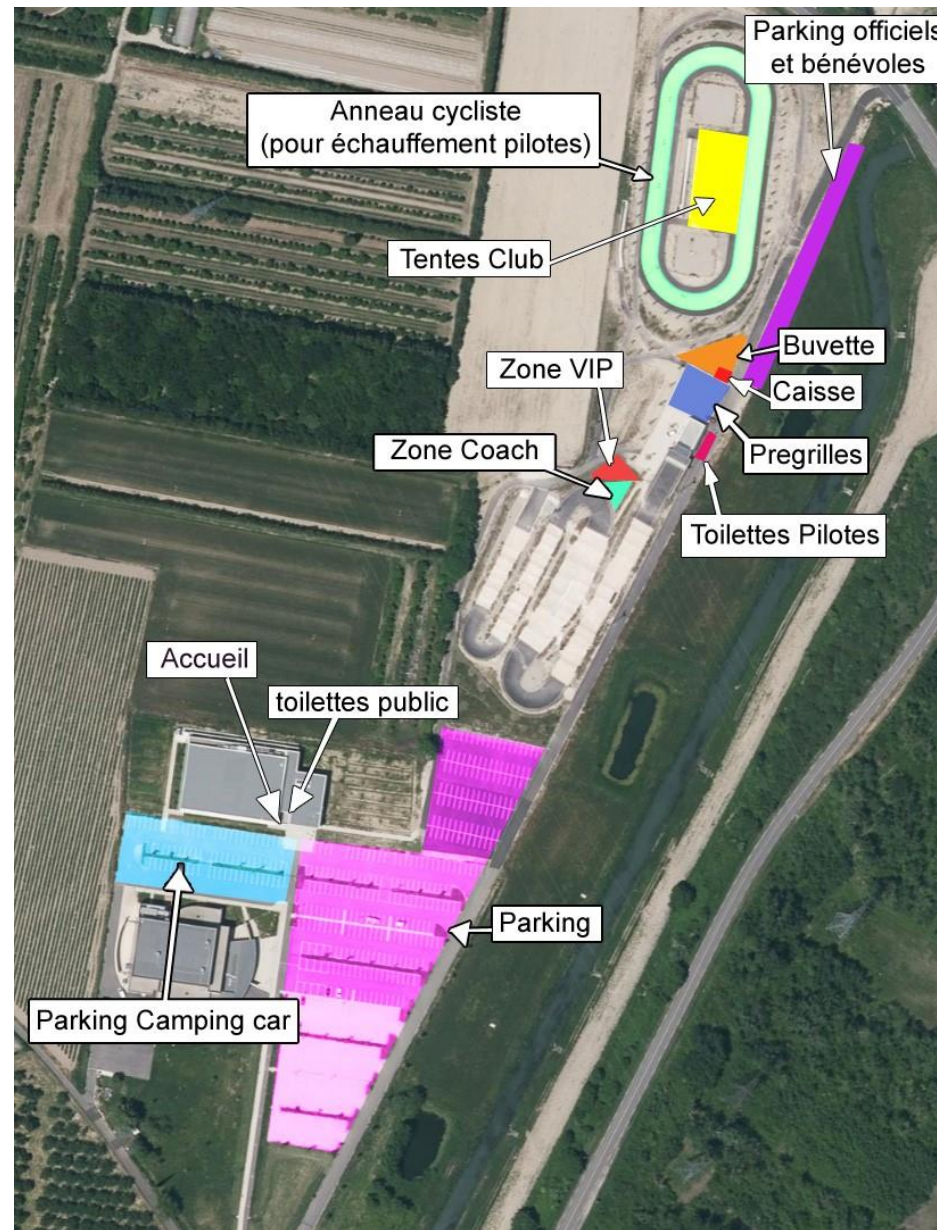 Parking officiels
et bénévoles
Anneau cycliste
(pour échauffement pilotes)
Tentes Club
Buvette
Zone VIP
Caisse
Zone Coach
Pregrilles
Toilettes Pilotes
Accueil
toilettes public
Parking
Parking Camping car